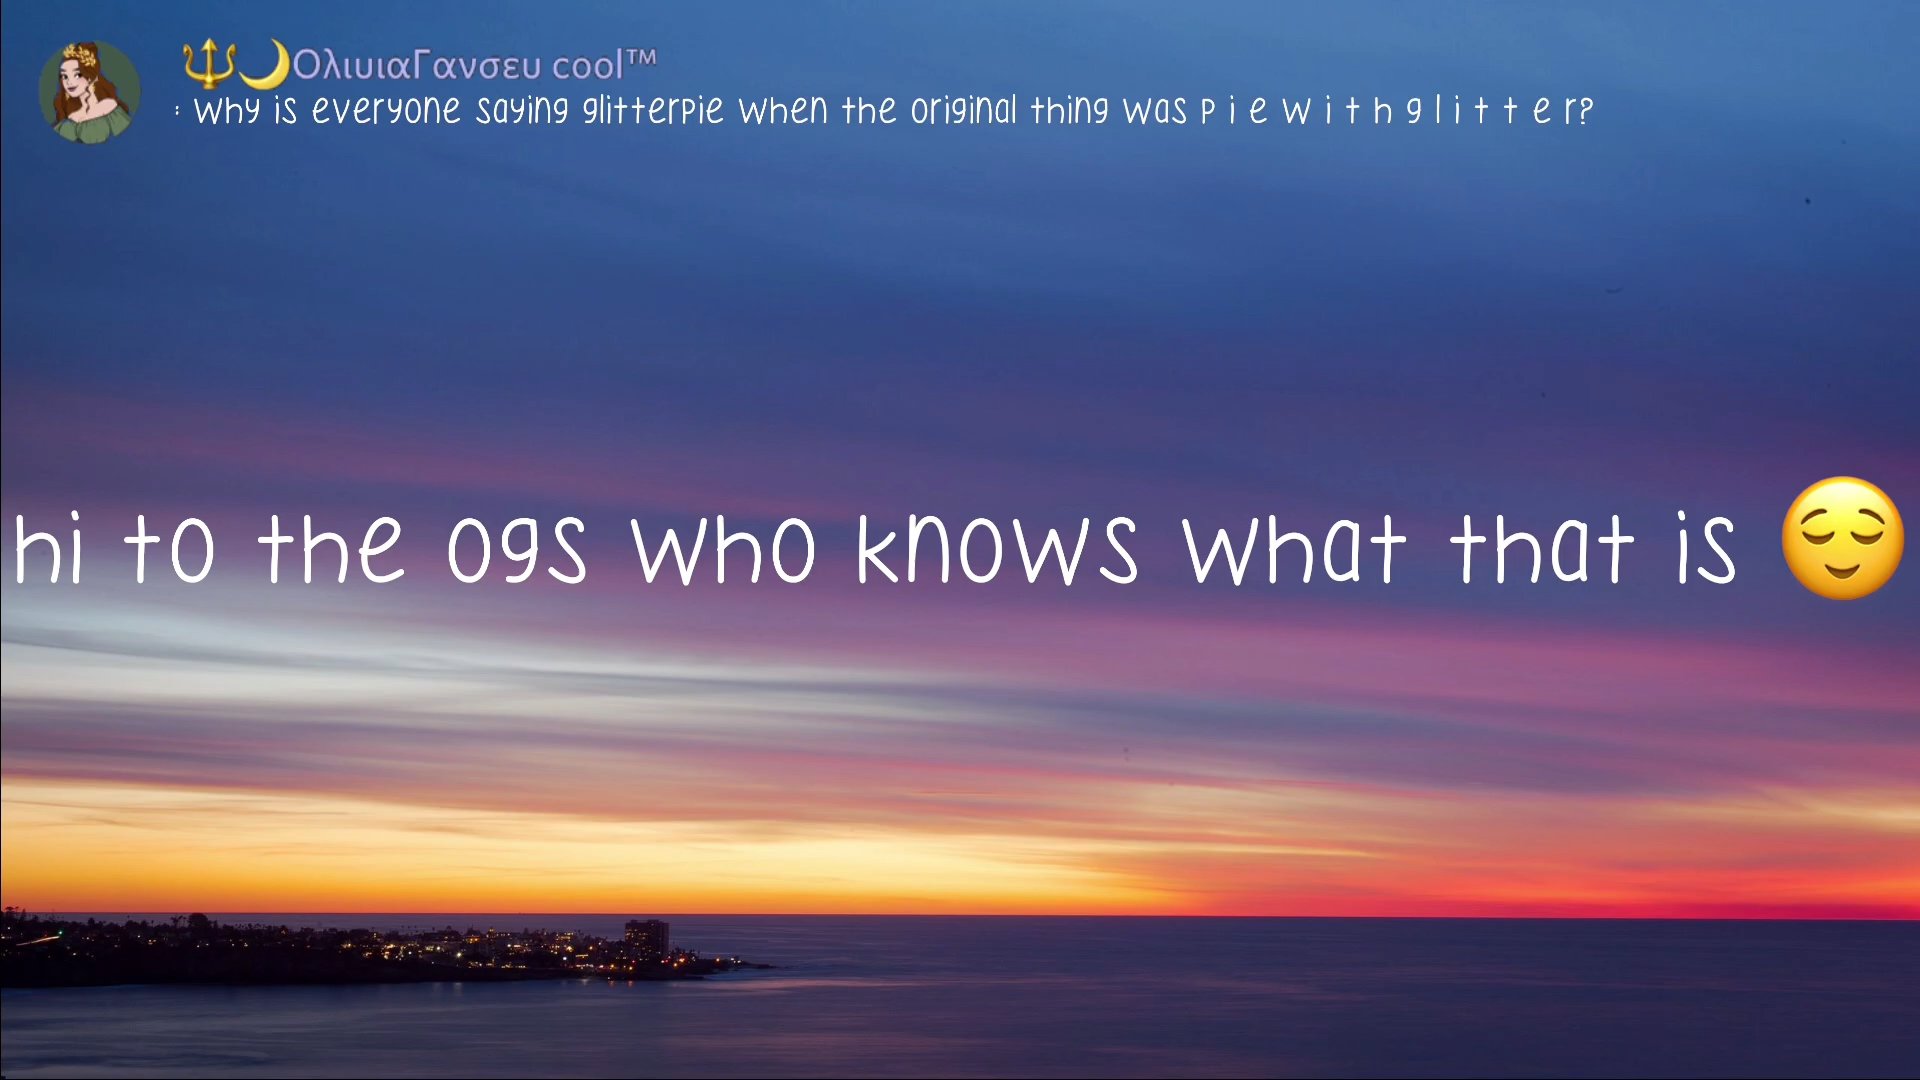 🔱🌙ΟλιυιαΓανσευ cool™
: why is everyone saying glitterpie when the original thing was p i e w i t h g l i t t e r?
hi to the ogs who knows what that is 😌